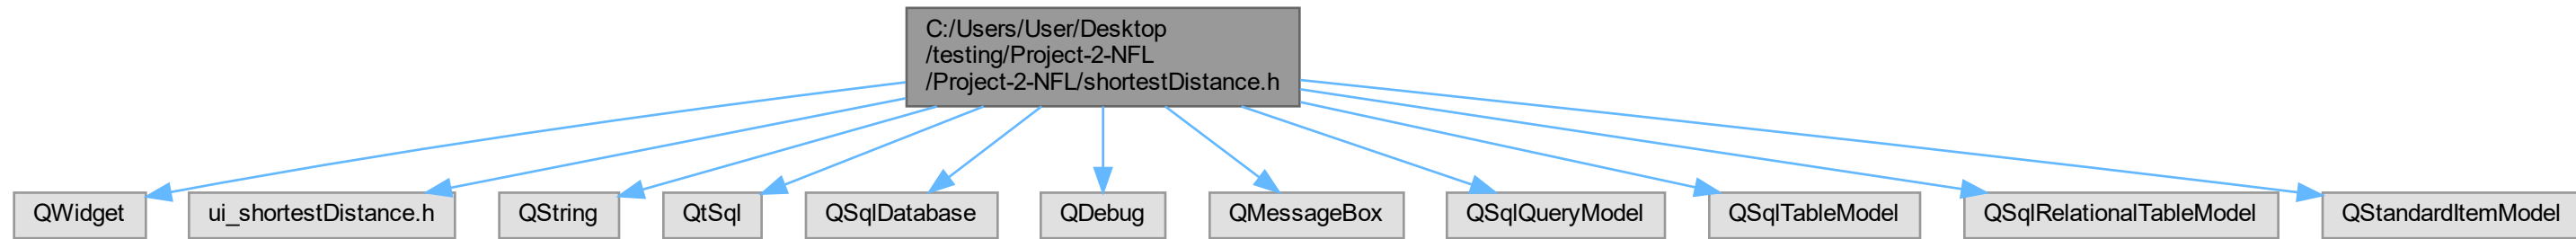 C:/Users/User/Desktop
/testing/Project-2-NFL
/Project-2-NFL/shortestDistance.h
QWidget
ui_shortestDistance.h
QString
QtSql
QSqlDatabase
QDebug
QMessageBox
QSqlQueryModel
QSqlTableModel
QSqlRelationalTableModel
QStandardItemModel